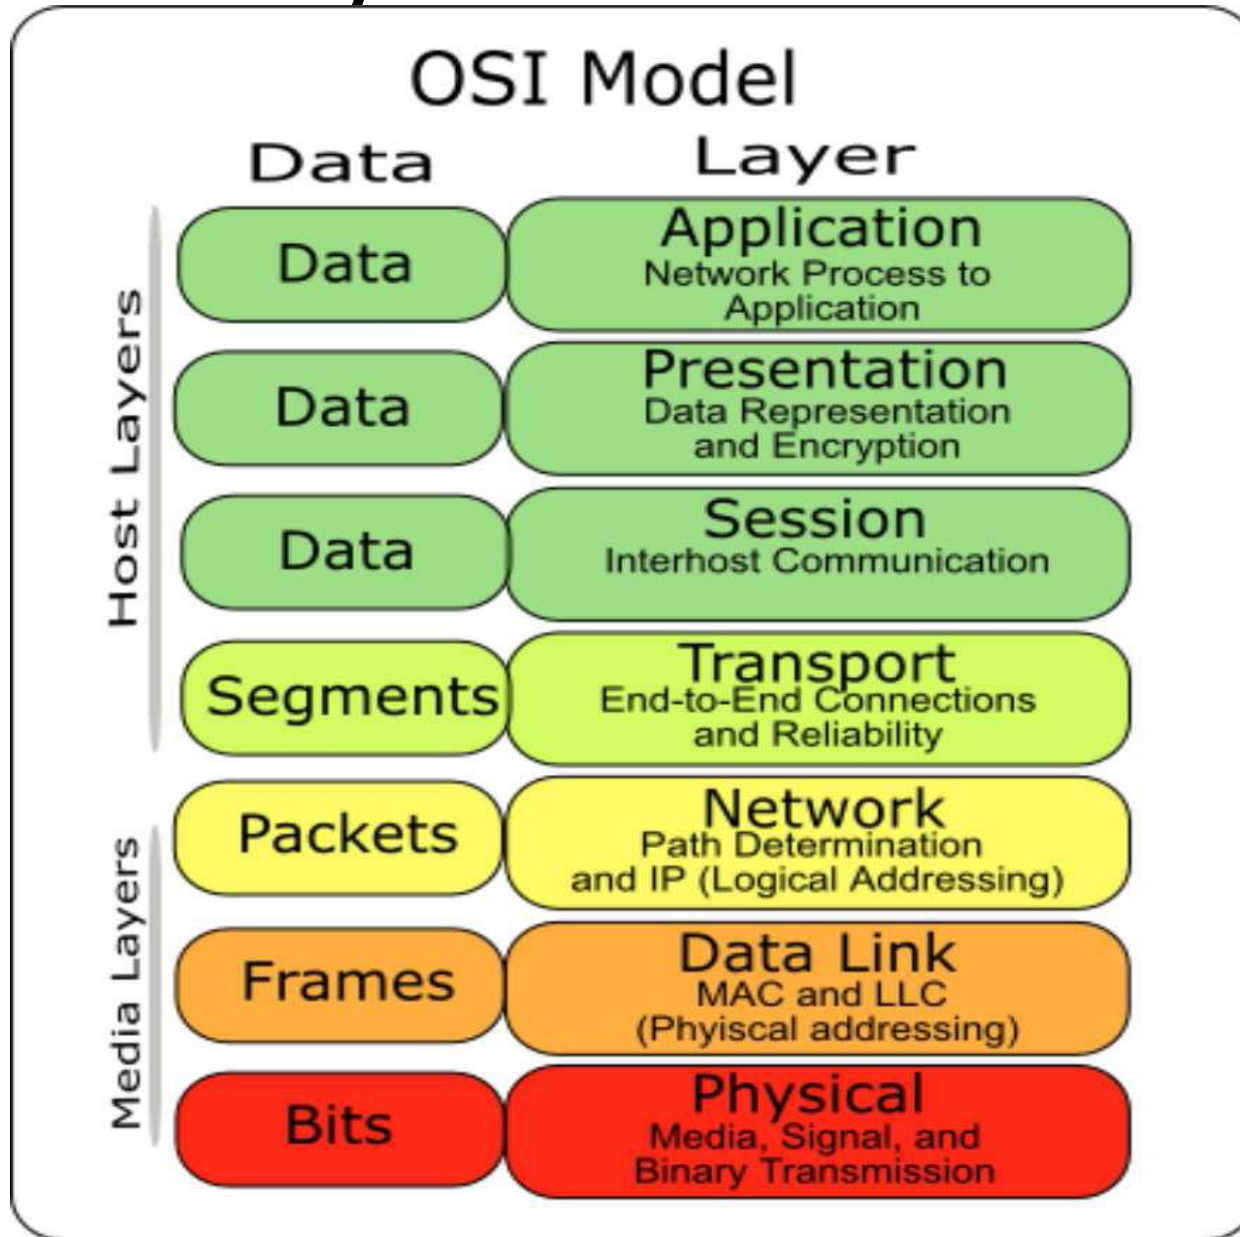 OSI Model
Data
Layer
Host Layers
Data
Application
Network Process to
Application
Data
Presentation
Data Representation
and Encryption
Data
Session
Interhost Communication
Segments
Transport
End-to-End Connections
and Reliability
Media Layers
Packets
Network
Path Determination
and IP (Logical Addressing)
Frames
Data Link
MAC and LLC
(Phyiscal addressing)
Bits
Physical
Media, Signal, and
Binary Transmission